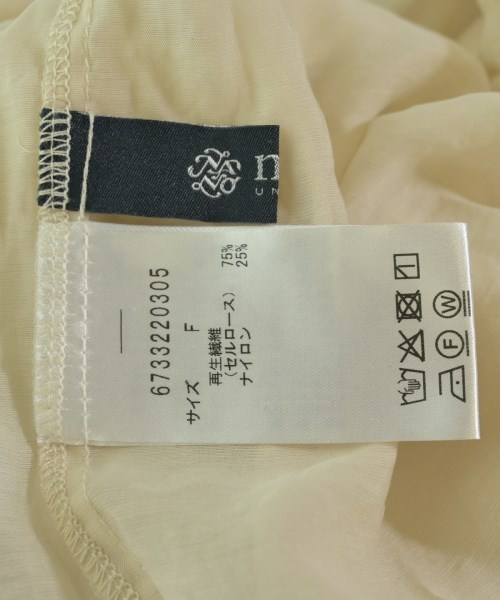 6733220305
サイズ F
再生繊維
(セルロース) 75%
ナイロン 25%
F W